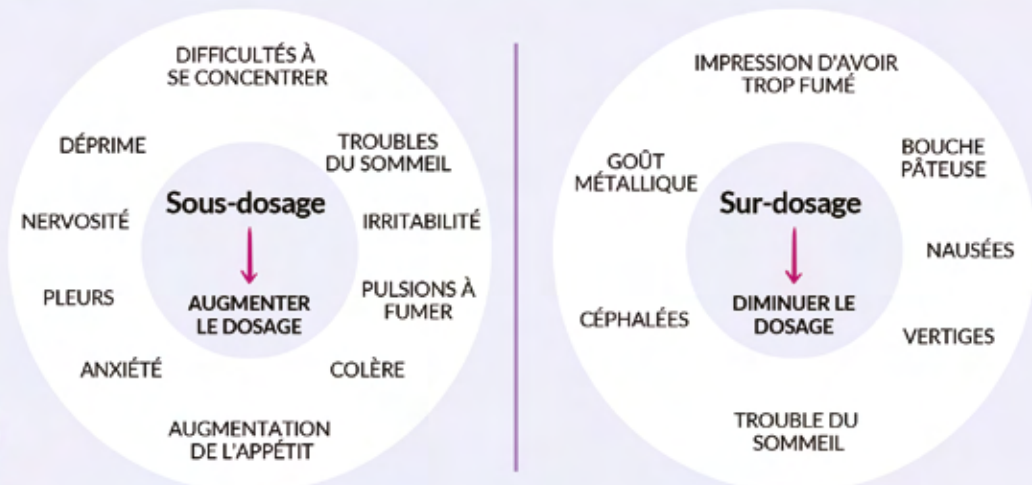 DIFFICULTÉS À
SE CONCENTRER
DÉPRIME
TROUBLES
DU SOMMEIL
NERVOSITÉ
Sous-dosage
IRRITABILITÉ
PLEURS
AUGMENTER
LE DOSAGE
PULSIONS À
FUMER
ANXIÉTÉ
COLÈRE
AUGMENTATION
DE L'APPÉTIT
IMPRESSION D'AVOIR
TROP FUMÉ
GOÛT
MÉTALLIQUE
BOUCHE
PÂTEUSE
Sur-dosage
NAUSÉES
CÉPHALÉES
DIMINUER LE
DOSAGE
VERTIGES
TROUBLE DU
SOMMEIL